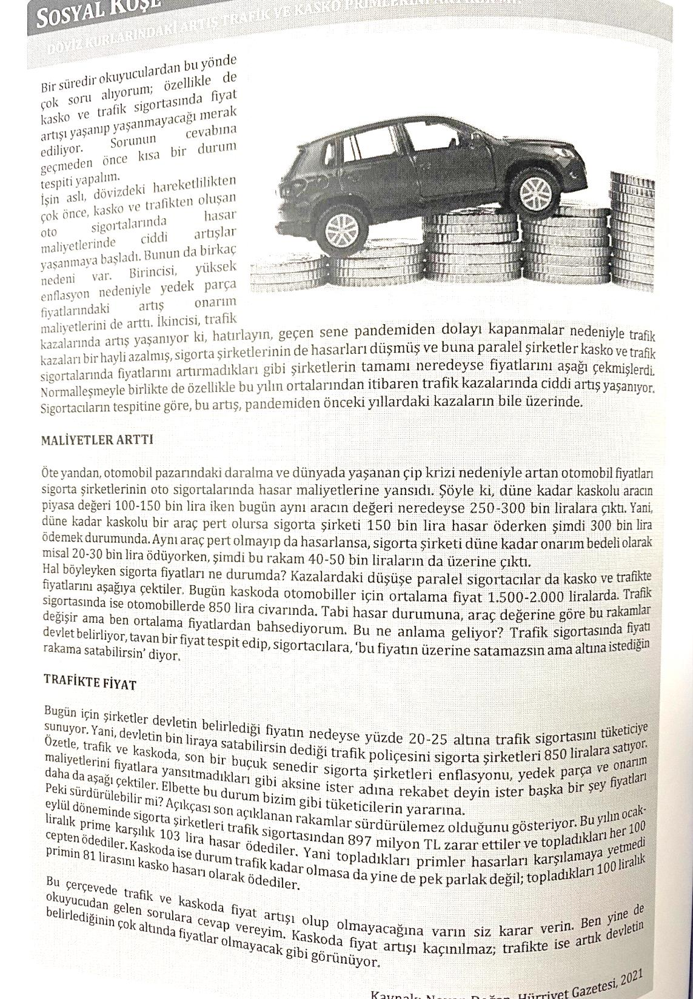 SOSYAL KÖŞE
DÖVİZ KURLARINDAKİ ARTIŞ TRAFİK VE KASKO PRİMLERİNİ
Bir süredir okuyuculardan bu yönde
çok soru alıyorum; özellikle de
kasko ve trafik sigortasında fiyat
artışı yaşanıp yaşanmayacağı merak
ediliyor. Sorunun cevabına
geçmeden önce kısa bir durum
tespiti yapalım.
İşin aslı, dövizdeki hareketlilikten
çok önce, kasko ve trafikten oluşan
oto sigortalarında hasar
maliyetlerinde ciddi artışlar
yaşanmaya başladı. Bunun da birkaç
nedeni var. Birincisi, yüksek
enflasyon nedeniyle yedek parça
fiyatlarındaki artış onarım
maliyetlerini de arttı. İkincisi, trafik
kazalarında artış yaşanıyor ki, hatırlayın, geçen sene pandemiden dolayı kapanmalar nedeniyle trafik
kazaları bir hayli azalmış, sigorta şirketlerinin de hasarları düşmüş ve buna paralel şirketler kasko ve trafik
sigortalarında fiyatlarını artırmadıkları gibi şirketlerin tamamı neredeyse fiyatlarını aşağı çekmişlerdi.
Normalleşmeyle birlikte de özellikle bu yılın ortalarından itibaren trafik kazalarında ciddi artış yaşanıyor.
Sigortacıların tespitine göre, bu artış, pandemiden önceki yıllardaki kazaların bile üzerinde.
MALİYETLER ARTTI
Öte yandan, otomobil pazarındaki daralma ve dünyada yaşanan çip krizi nedeniyle artan otomobil fiyatları
sigorta şirketlerinin oto sigortalarında hasar maliyetlerine yansıdı. Şöyle ki, düne kadar kaskolu aracın
piyasa değeri 100-150 bin lira iken bugün aynı aracın değeri neredeyse 250-300 bin liralara çıktı. Yani,
düne kadar kaskolu bir araç pert olursa sigorta şirketi 150 bin lira hasar öderken şimdi 300 bin lira
ödemek durumunda. Aynı araç pert olmayıp da hasarlansa, sigorta şirketi düne kadar onarım bedeli olarak
misal 20-30 bin lira ödüyorken, şimdi bu rakam 40-50 bin liraların da üzerine çıktı.
Hal böyleyken sigorta fiyatları ne durumda? Kazalardaki düşüşe paralel sigortacılar da kasko ve trafikte
fiyatlarını aşağıya çektiler. Bugün kaskoda otomobiller için ortalama fiyat 1.500-2.000 liralarda. Trafik
sigortasında ise otomobillerde 850 lira civarında. Tabi hasar durumuna, araç değerine göre bu rakamlar
değişir ama ben ortalama fiyatlardan bahsediyorum. Bu ne anlama geliyor? Trafik sigortasında fiyatı
devlet belirliyor, tavan bir fiyat tespit edip, sigortacılara, ‘bu fiyatın üzerine satamazsın ama altına istediğin
rakama satabilirsin’ diyor.
TRAFİKTE FİYAT
Bugün için şirketler devletin belirlediği fiyatın nedeyse yüzde 20-25 altına trafik sigortasını tüketiciye
sunuyor. Yani, devletin bin liraya satabilirsin dediği trafik poliçesini sigorta şirketleri 850 liralara satıyor.
Özetle, trafik ve kaskoda, son bir buçuk senedir sigorta şirketleri enflasyonu, yedek parça ve onarım
maliyetlerini fiyatlara yansıtmadıkları gibi aksine ister adına rekabet deyin ister başka bir şey fiyatları
daha da aşağı çektiler. Elbette bu durum bizim gibi tüketicilerin yararına.
Peki sürdürülebilir mi? Açıkçası son açıklanan rakamlar sürdürülemez olduğunu gösteriyor. Bu yılın ocak-
eylül döneminde sigorta şirketleri trafik sigortasından 897 milyon TL zarar ettiler ve topladıkları her 100
liralık prime karşılık 103 lira hasar ödediler. Yani topladıkları primler hasarları karşılamaya yetmedi
cepten ödediler. Kaskoda ise durum trafik kadar olmasa da yine de pek parlak değil; topladıkları 100 liralık
primin 81 lirasını kasko hasarı olarak ödediler.
Bu çerçevede trafik ve kaskoda fiyat artışı olup olmayacağına varın siz karar verin. Ben yine de
okuyucudan gelen sorulara cevap vereyim. Kaskoda fiyat artışı kaçınılmaz; trafikte ise artık devletin
belirlediğinin çok altında fiyatlar olmayacak gibi görünüyor.
Kaynak: Noyan Doğan, Hürriyet Gazetesi, 2021